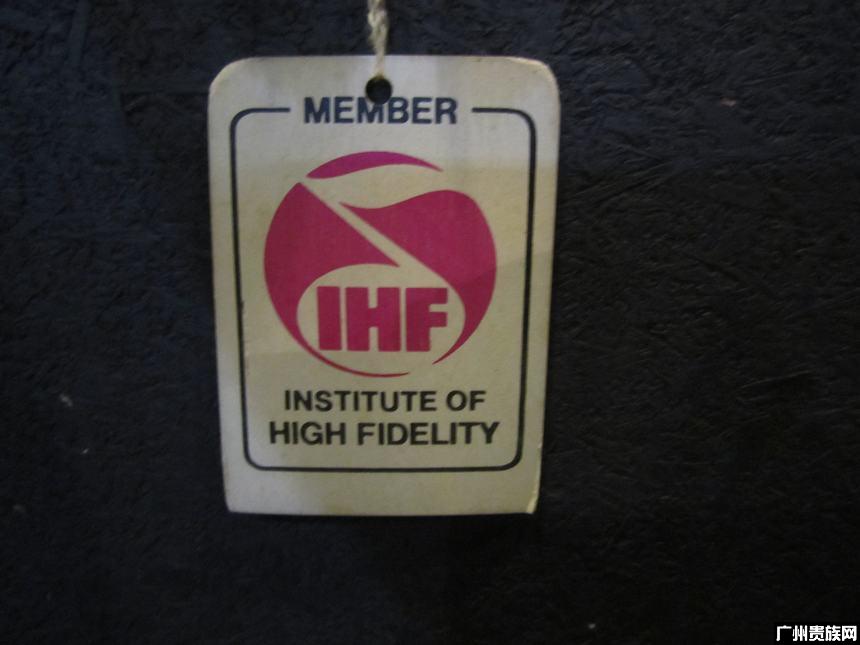 MEMBER
IHF
INSTITUTE OF
HIGH FIDELITY
广州贵族网